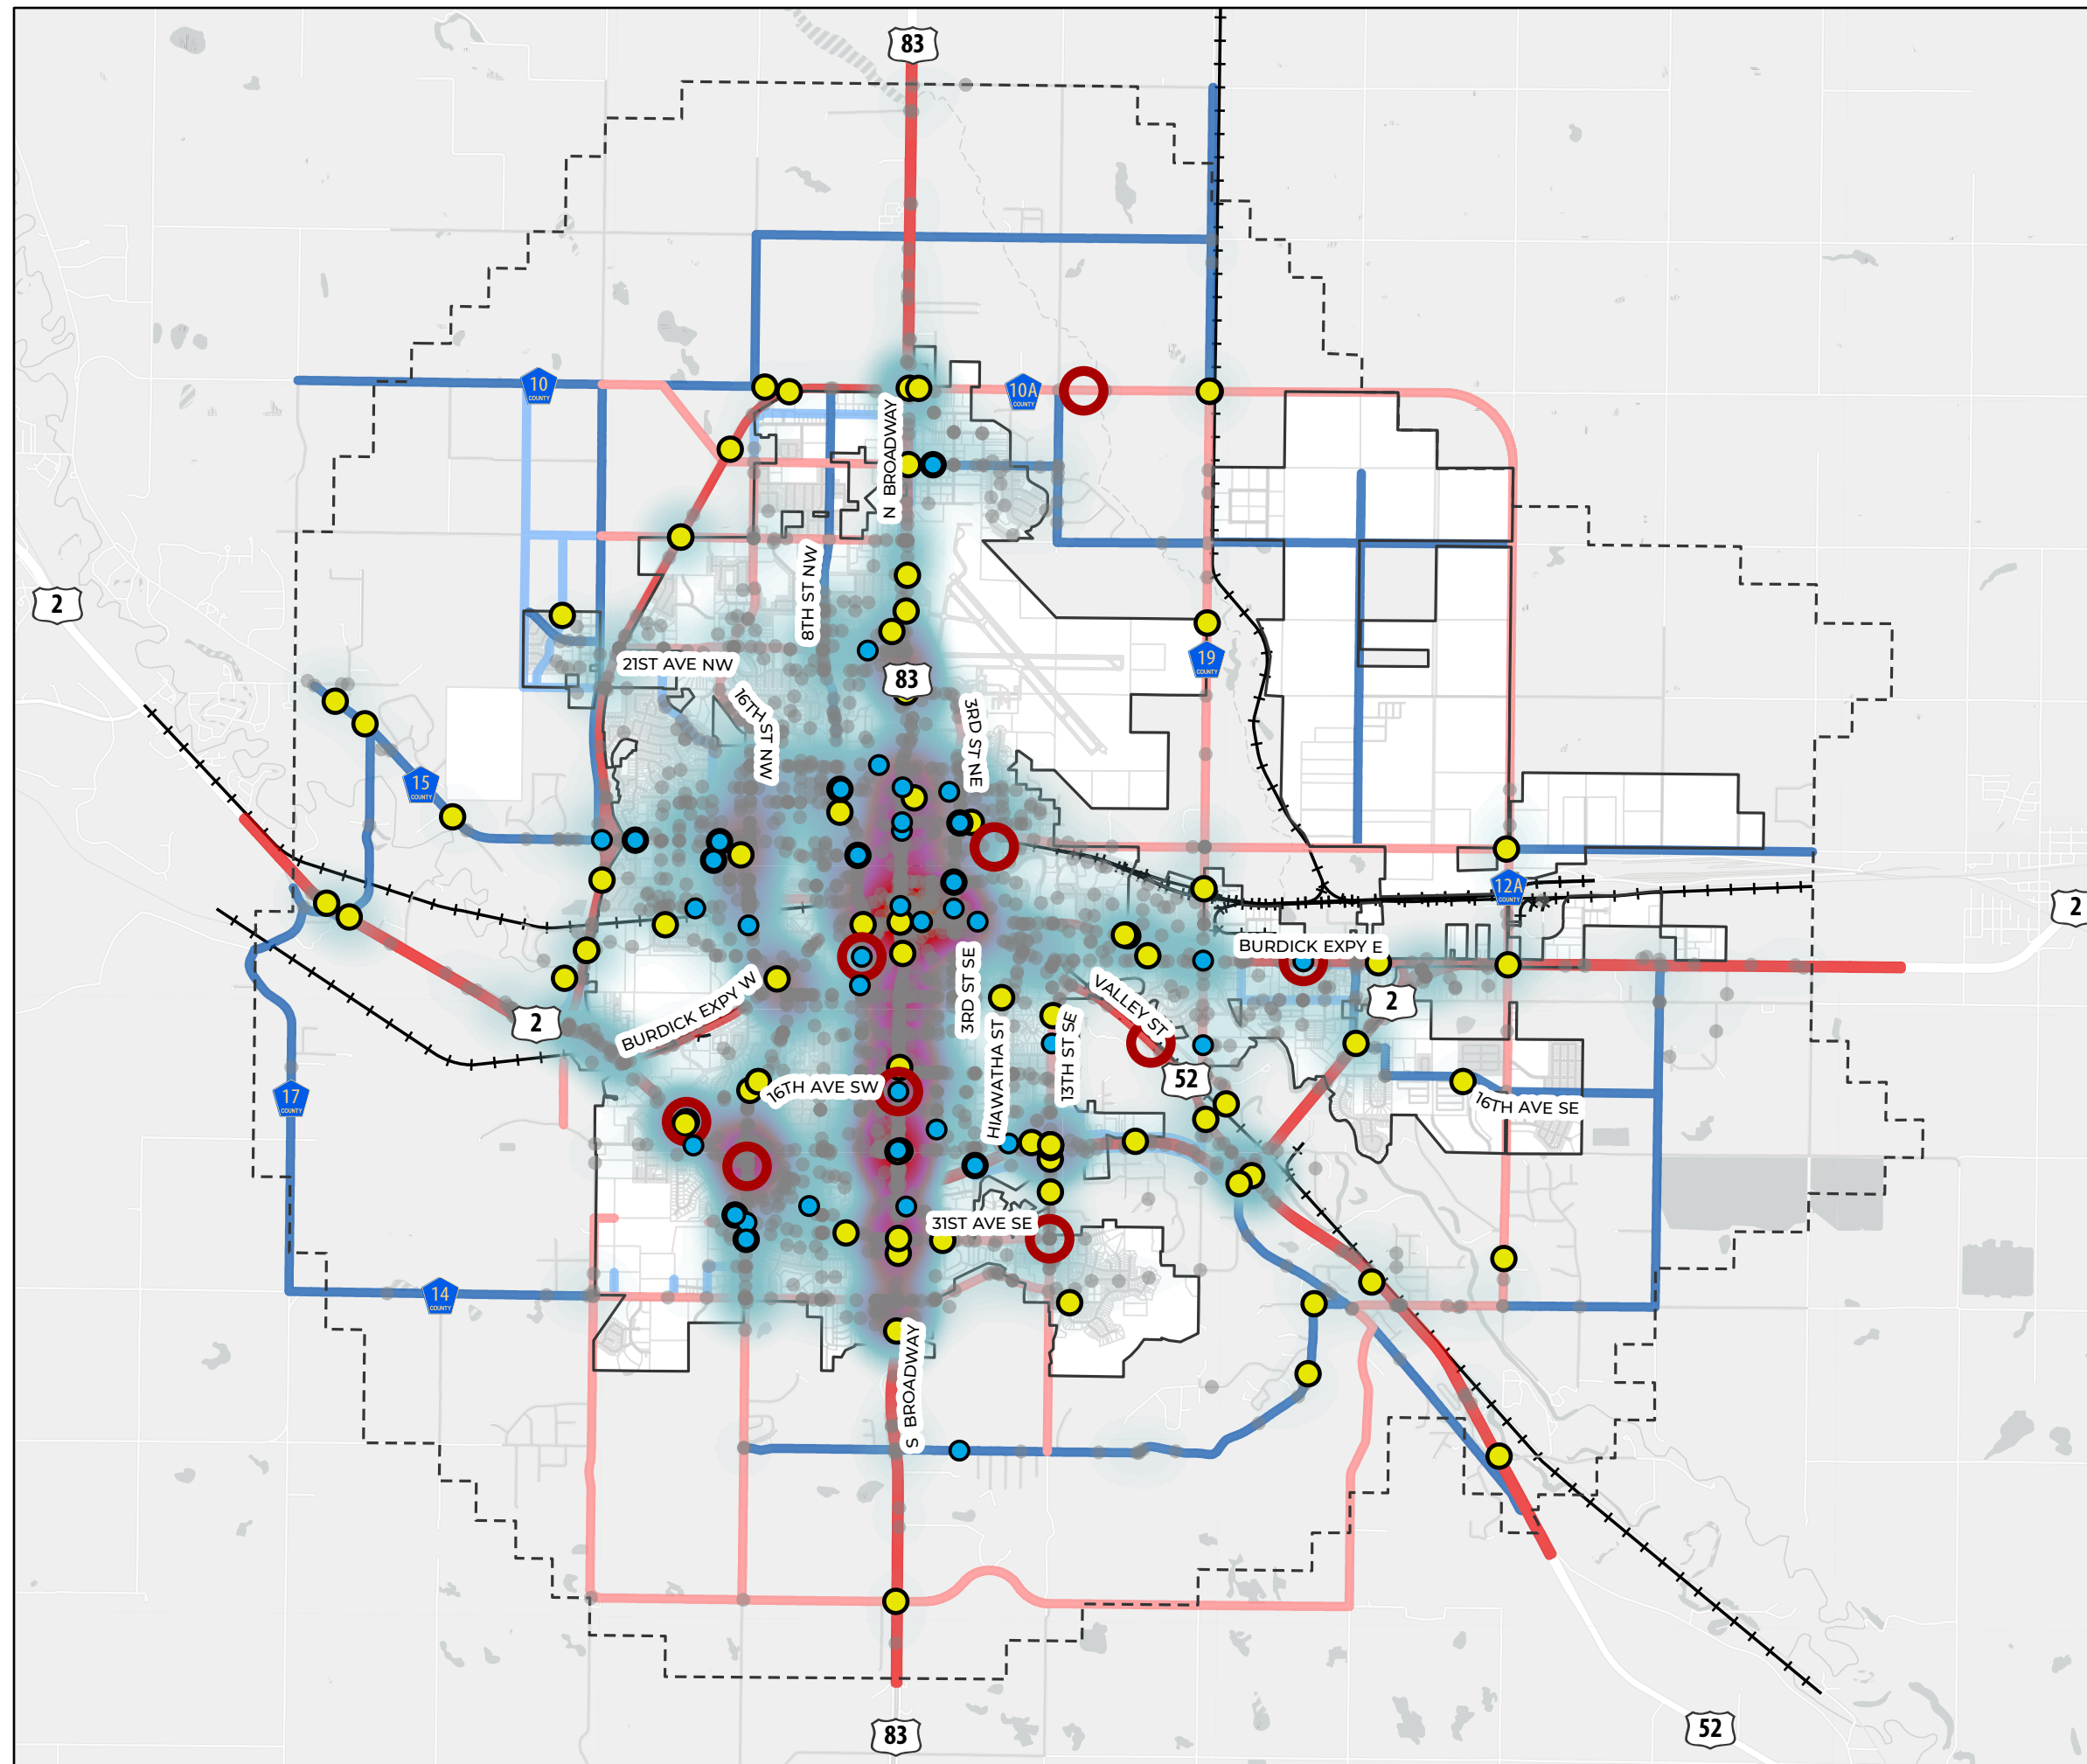 83
10
COUNTY
10A
COUNTY
N BROADWAY
8TH ST NW
2
21ST AVE NW
19
COUNTY
83
16TH ST NW
3RD ST NE
15
COUNTY
12A
COUNTY
2
BURDICK EXPY E
2
3RD ST SE
VALLEY ST
2
BURDICK EXPY W
HIAWATHA ST
13TH ST SE
52
17
COUNTY
16TH AVE SW
16TH AVE SE
31ST AVE SE
14
COUNTY
S BROADWAY
83
52